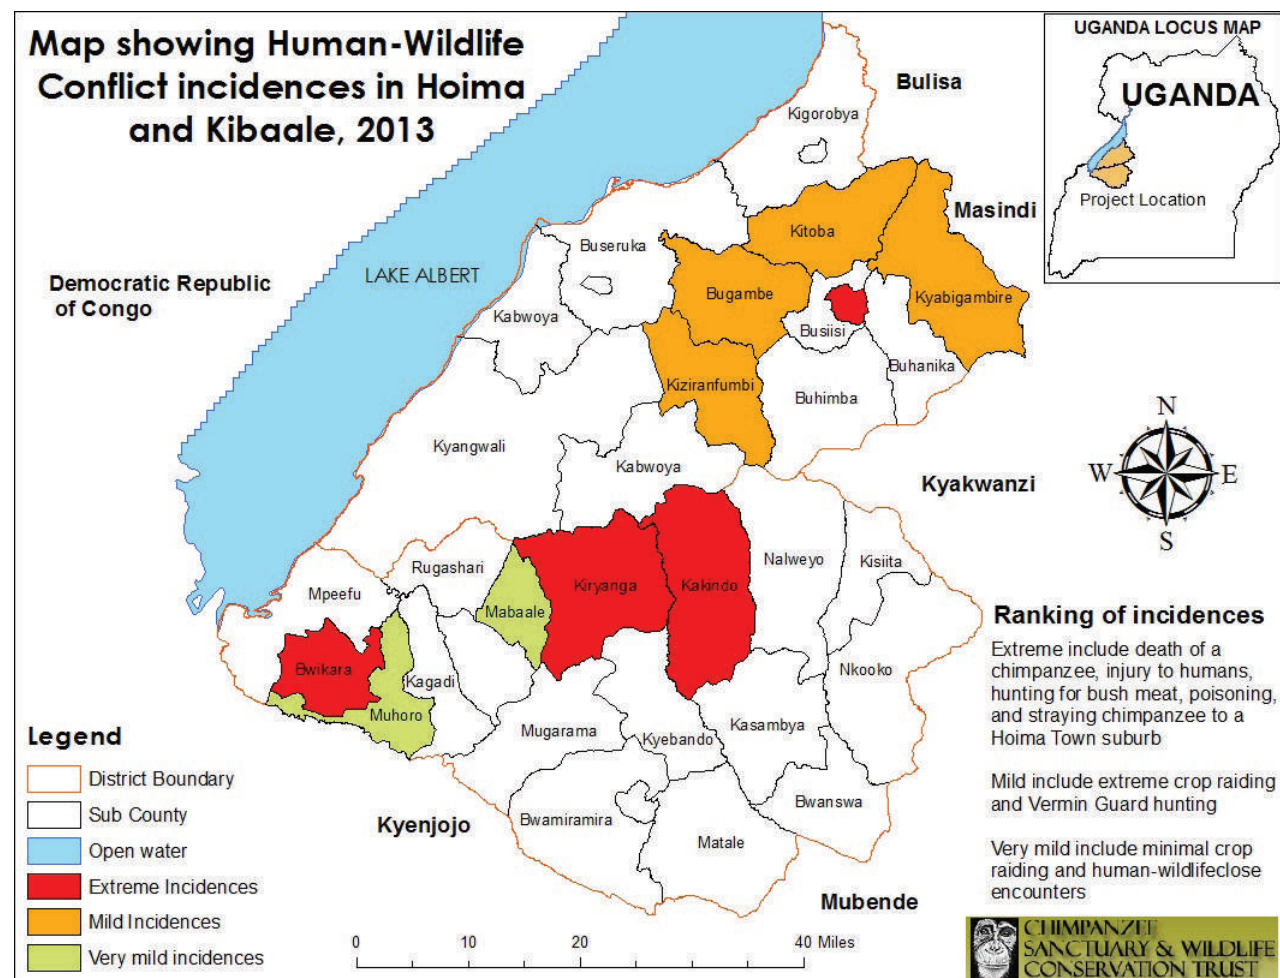 Map showing Human-Wildlife
Conflict incidences in Hoima
and Kibaale, 2013
UGANDA LOCUS MAP
UGANDA
Project Location
Bulisa
Kigorobya
Masindi
Kitoba
Buseruka
LAKE ALBERT
Democratic Republic
of Congo
Bugambe
Kyabigambire
Kabwoya
Busiisi
Buhanika
Kiziranfumbi
Buhimba
N
W
E
S
Kyangwali
Kabwoya
Kyakwanzi
Nalweyo
Kisiita
Rugashari
Kiryanga
Kakindo
Mpeefu
Mabaale
Bwikara
Kagadi
Nkooko
Muhoro
Mugarama
Kyebando
Kasambya
Bwanswa
Bwamiramira
Matale
Kyenjojo
Mubende
Ranking of incidences
Extreme include death of a
chimpanzee, injury to humans,
hunting for bush meat, poisoning,
and straying chimpanzee to a
Hoima Town suburb
Mild include extreme crop raiding
and Vermin Guard hunting
Very mild include minimal crop
raiding and human-wildlifeclose
encounters
Legend
District Boundary
Sub County
Open water
Extreme Incidences
Mild Incidences
Very mild incidences
0 10 20 40 Miles
CHIMPANZEE
SANCTUARY & WILDLIFE
CONSERVATION TRUST